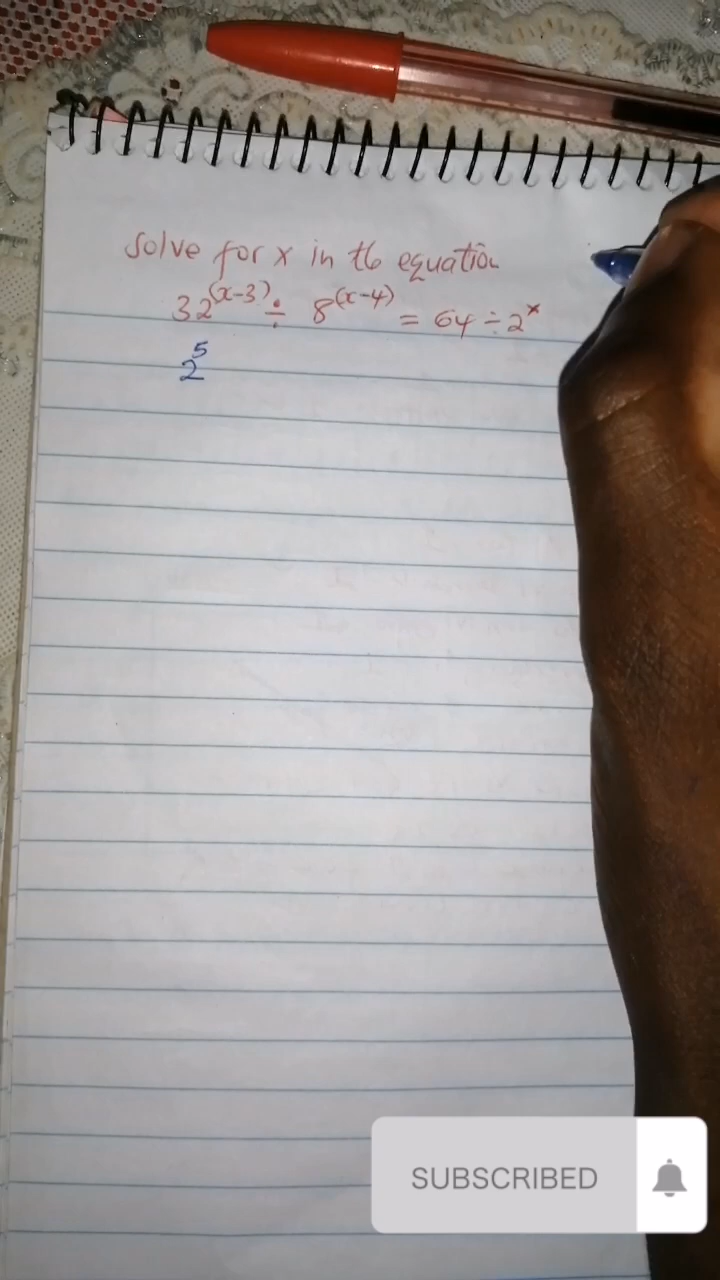 Solve for x in the equation
32^(x-3) ÷ 8^(x-4) = 64 ÷ 2^x
2^5
SUBSCRIBED